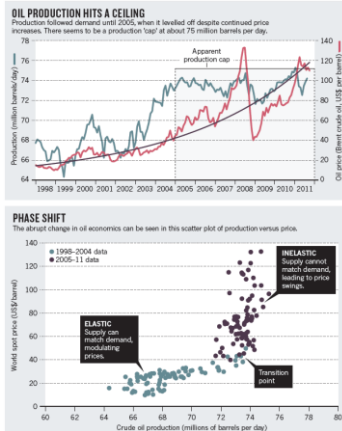 OIL PRODUCTION HITS A CEILING
Production followed demand until 2005, when it levelled off despite continued price
increases. There seems to be a production 'cap' at about 75 million barrels per day.
78
76
74
72
70
68
66
64
Production (million barrels/day)
Apparent
production cap
140
120
100
80
60
40
20
0
Oil price (Brent crude oil, US$ per barrel)
1998 1999 2000 2001 2002 2003 2004 2005 2006 2007 2008 2009 2010 2011
PHASE SHIFT
The abrupt change in oil economics can be seen in this scatter plot of production versus price.
140
120
100
80
60
40
20
0
World spot price (US$/barrel)
1998–2004 data
2005–11 data
INELASTIC
Supply cannot
match demand,
leading to price
swings.
ELASTIC
Supply can
match demand,
modulating
prices.
Transition
point
60 62 64 66 68 70 72 74 76 78 80
Crude oil production (millions of barrels per day)